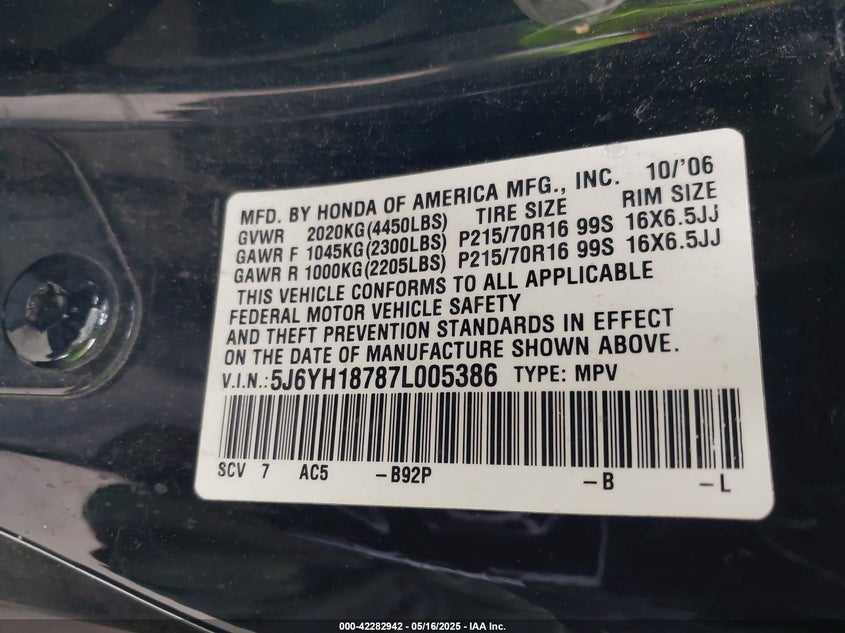 MFD. BY HONDA OF AMERICA MFG., INC. 10/'06
GVWR 2020KG(4450LBS) TIRE SIZE RIM SIZE
GAWR F 1045KG(2300LBS) P215/70R16 99S 16X6.5JJ
GAWR R 1000KG(2205LBS) P215/70R16 99S 16X6.5JJ
THIS VEHICLE CONFORMS TO ALL APPLICABLE
FEDERAL MOTOR VEHICLE SAFETY
AND THEFT PREVENTION STANDARDS IN EFFECT
ON THE DATE OF MANUFACTURE SHOWN ABOVE.
V.I.N.: 5J6YH18787L005386 TYPE: MPV
SCV 7 AC5 -B92P -B -L
000-42282942 - 05/16/2025 - IAA Inc.